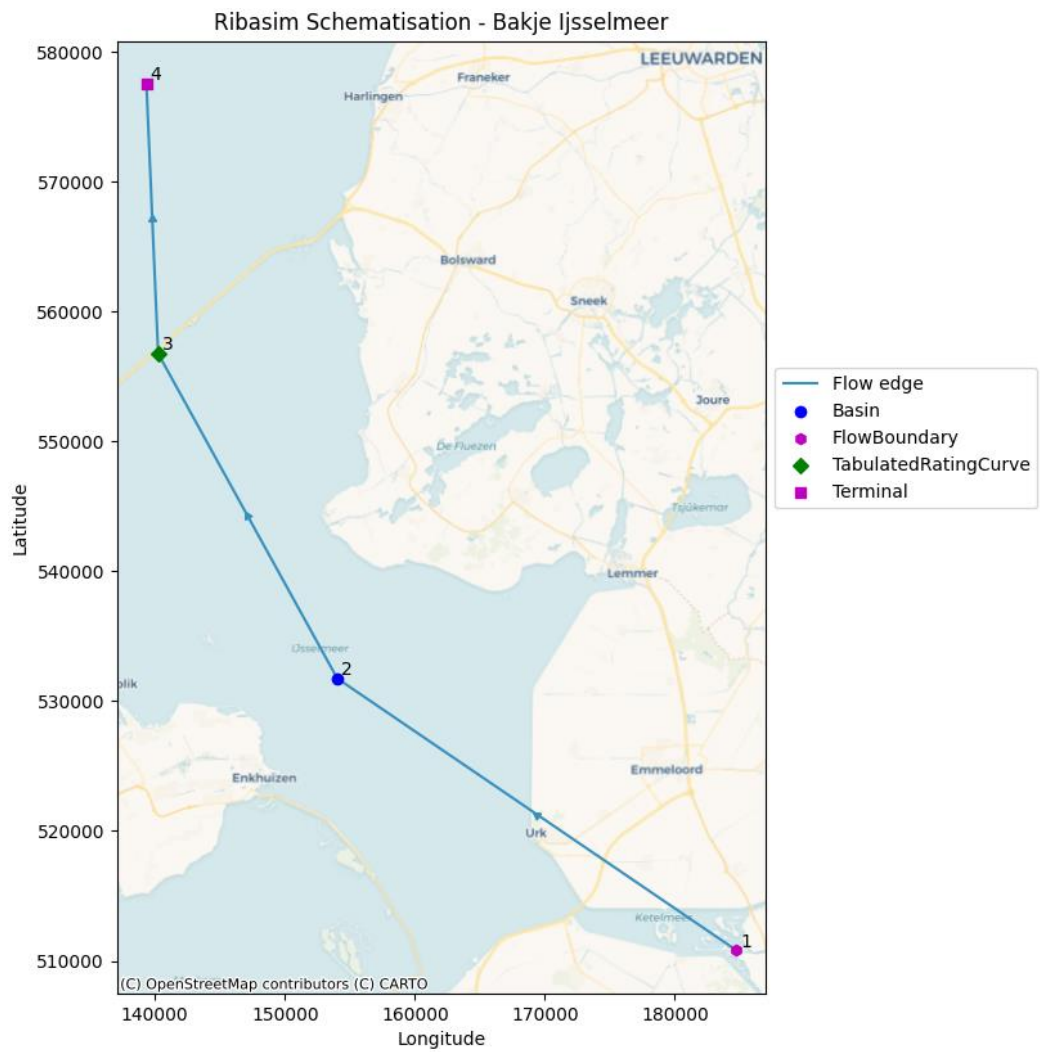 Ribasim Schematisation - Bakje Ijsselmeer
580000
570000
560000
550000
540000
530000
520000
510000
Latitude
LEEUWARDEN
Franeker
Harlingen
4
Bolsward
Sneek
3
Joure
De Fluezen
Tsjûkemar
Lemmer
IJsselmeer
2
olik
Enkhuizen
Emmeloord
Urk
Ketelmeer
1
(C) OpenStreetMap contributors (C) CARTO
140000 150000 160000 170000 180000
Longitude
Flow edge
Basin
FlowBoundary
TabulatedRatingCurve
Terminal